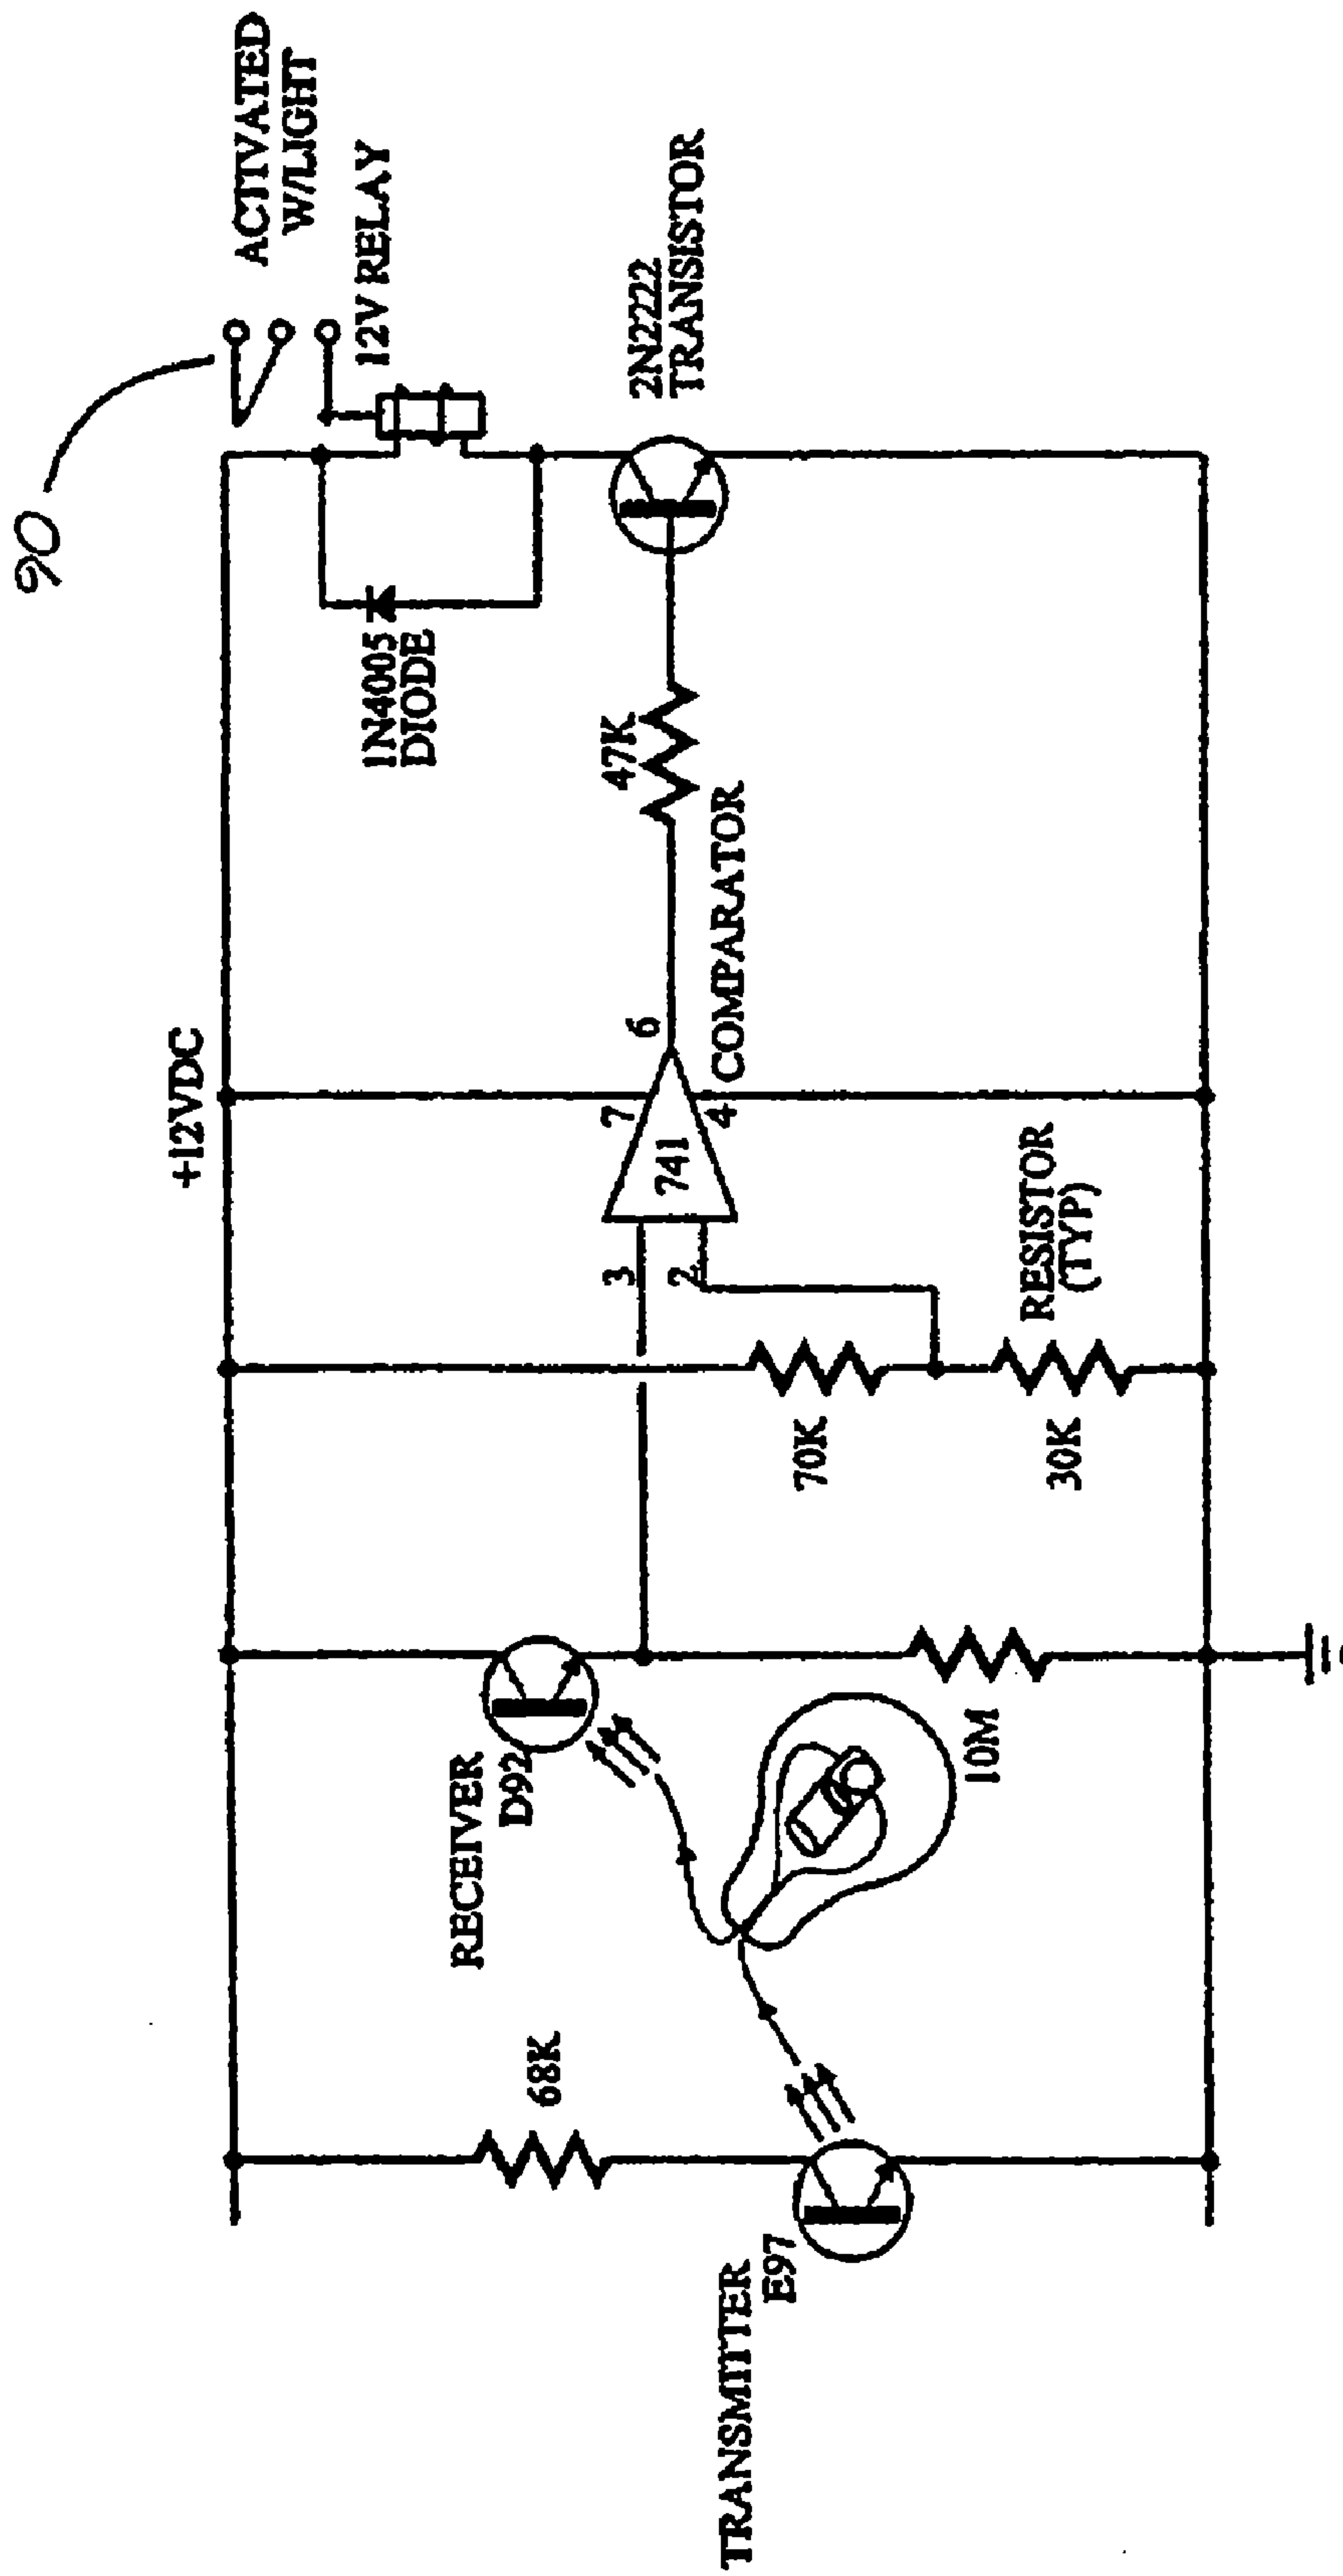 90
ACTIVATED
W/LIGHT
12V RELAY
+12VDC
1N4005
DIODE
2N2222
TRANSISTOR
47K
COMPARATOR
6
7
4
741
3
2
RESISTOR
(TYP)
70K
30K
RECEIVER
D92
10M
68K
TRANSMITTER
E97